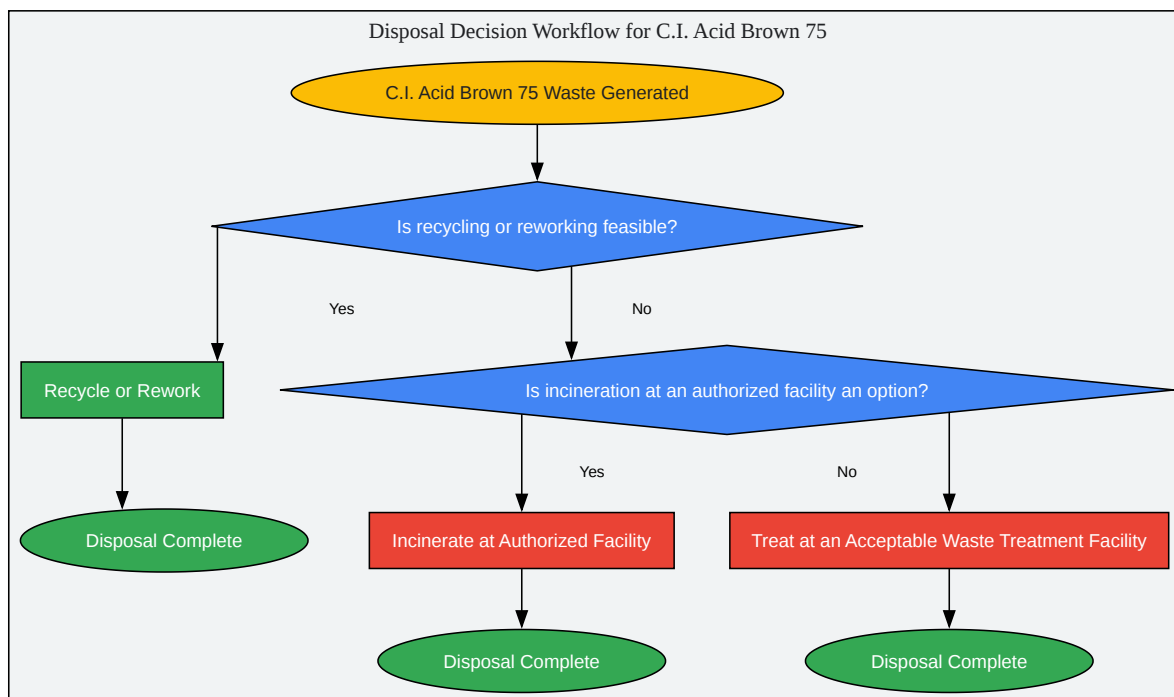 Disposal Decision Workflow for C.I. Acid Brown 75
C.I. Acid Brown 75 Waste Generated
Is recycling or reworking feasible?
Yes
No
Recycle or Rework
Is incineration at an authorized facility an option?
Yes
No
Disposal Complete
Incinerate at Authorized Facility
Treat at an Acceptable Waste Treatment Facility
Disposal Complete
Disposal Complete